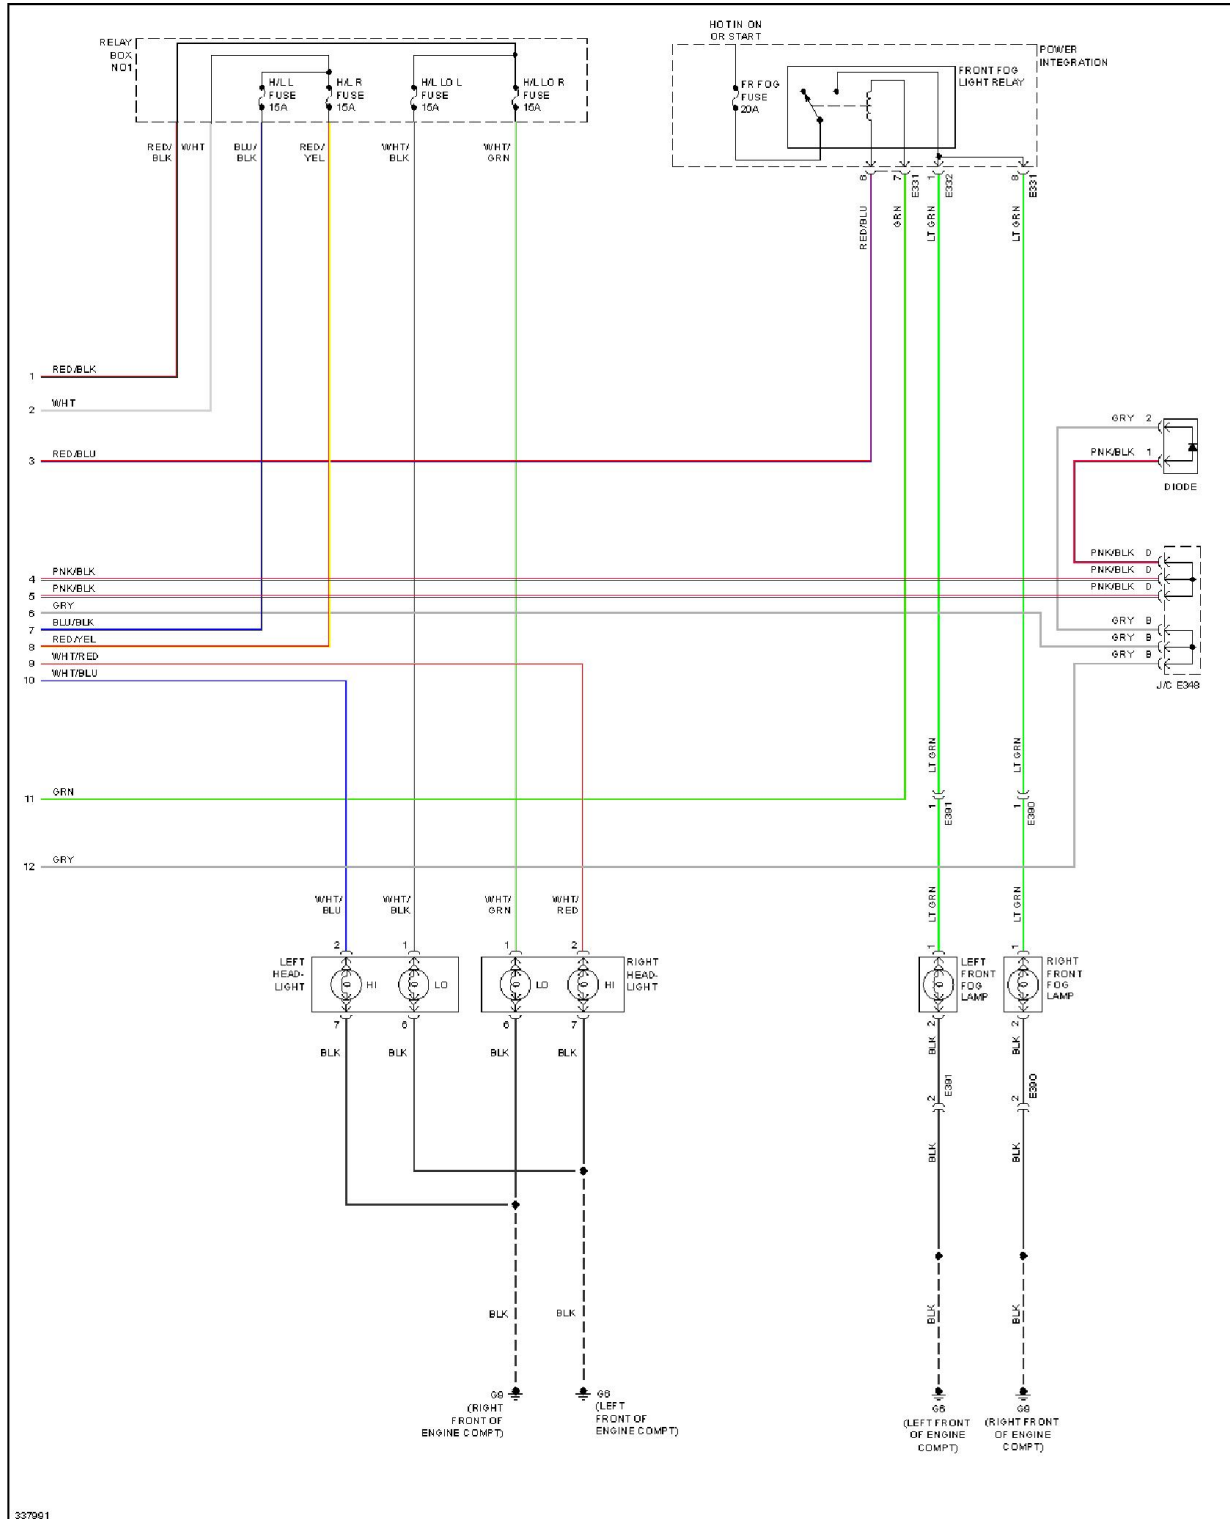 HOT IN ON
OR START
RELAY
BOX
NO1
H/L L
FUSE
15A
H/L R
FUSE
15A
H/L LO L
FUSE
15A
H/L LO R
FUSE
15A
FR FOG
FUSE
20A
FRONT FOG
LIGHT RELAY
POWER
INTEGRATION
RED/
BLK
WHT
BLU/
BLK
RED/
YEL
WHT/
BLK
WHT/
GRN
6
7
E331
1
E332
8
E331
RED/BLU
GRN
LT GRN
LT GRN
1 RED/BLK
2 WHT
3 RED/BLU
GRY 2
PNK/BLK 1
DIODE
4 PNK/BLK
5 PNK/BLK
6 GRY
7 BLU/BLK
8 RED/YEL
9 WHT/RED
10 WHT/BLU
PNK/BLK D
PNK/BLK D
PNK/BLK D
GRY B
GRY B
GRY B
J/C E348
LT GRN
LT GRN
11 GRN
1
E391
1
E390
12 GRY
WHT/
BLU
WHT/
BLK
WHT/
GRN
WHT/
RED
LT GRN
LT GRN
2
1
1
2
1
1
LEFT
HEAD-
LIGHT
HI
LO
LO
HI
RIGHT
HEAD-
LIGHT
LEFT
FRONT
FOG
LAMP
RIGHT
FRONT
FOG
LAMP
7
6
6
7
2
2
BLK
BLK
BLK
BLK
BLK
BLK
2
E391
2
E390
BLK
BLK
BLK
BLK
BLK
BLK
G9
(RIGHT
FRONT OF
ENGINE COMPT)
G6
(LEFT
FRONT OF
ENGINE COMPT)
G6
(LEFT FRONT
OF ENGINE
COMPT)
G9
(RIGHT FRONT
OF ENGINE
COMPT)
337991